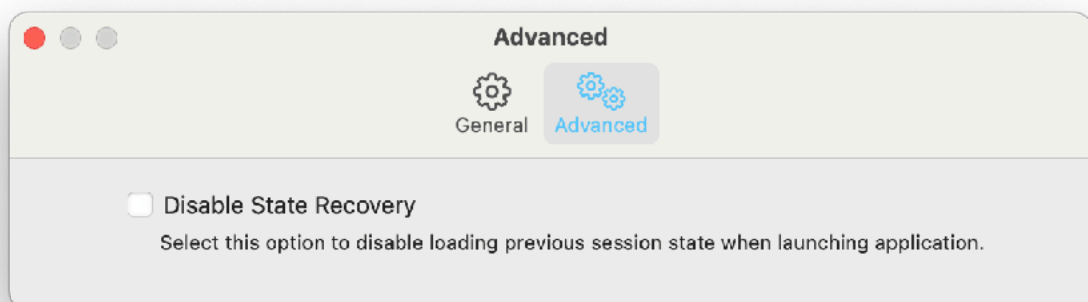 Advanced
General
Advanced
Disable State Recovery
Select this option to disable loading previous session state when launching application.